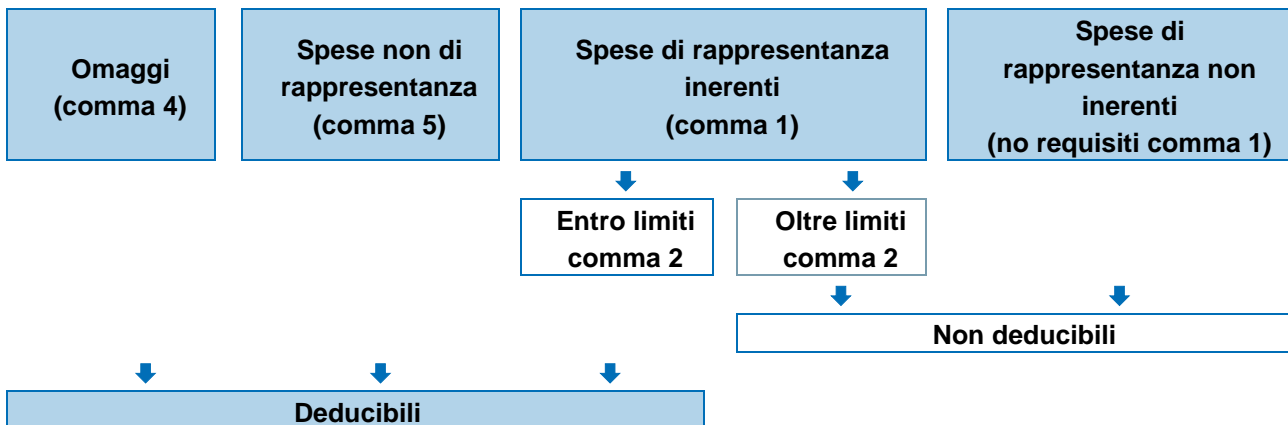 Omaggi
(comma 4)
Spese non di
rappresentanza
(comma 5)
Spese di rappresentanza
inerenti
(comma 1)
Spese di
rappresentanza non
inerenti
(no requisiti comma 1)
Entro limiti
comma 2
Oltre limiti
comma 2
Non deducibili
Deducibili